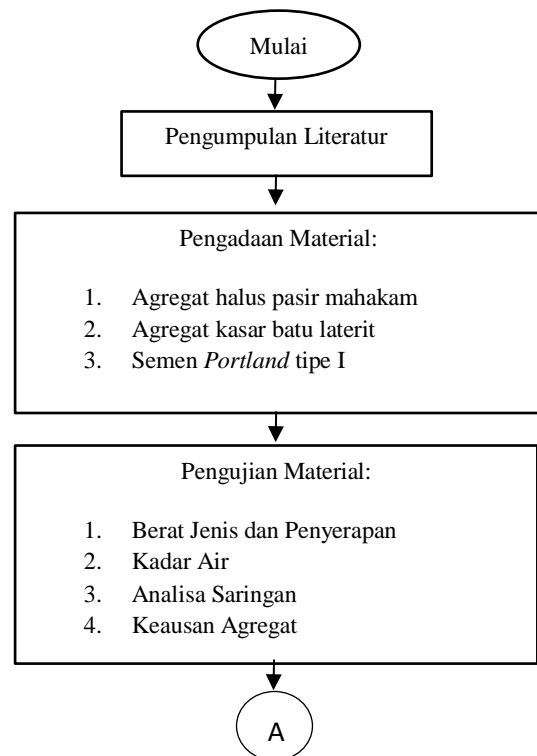 Mulai
Pengumpulan Literatur
Pengadaan Material:
1. Agregat halus pasir mahakam
2. Agregat kasar batu laterit
3. Semen Portland tipe I
Pengujian Material:
1. Berat Jenis dan Penyerapan
2. Kadar Air
3. Analisa Saringan
4. Keausan Agregat
A